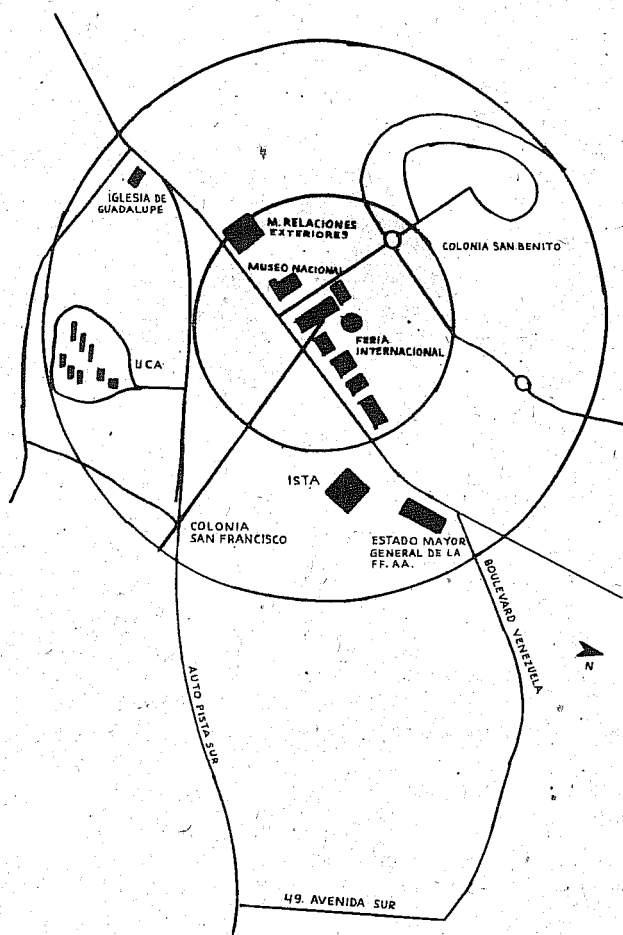 IGLESIA DE
GUADALUPE
M. RELACIONES
EXTERIORES
COLONIA SAN BENITO
MUSEO NACIONAL
FERIA
INTERNACIONAL
UCA
ISTA
COLONIA
SAN FRANCISCO
ESTADO MAYOR
GENERAL DE LA
FF. AA.
BOULEVARD VENEZUELA
N
AUTO PISTA SUR
49. AVENIDA SUR